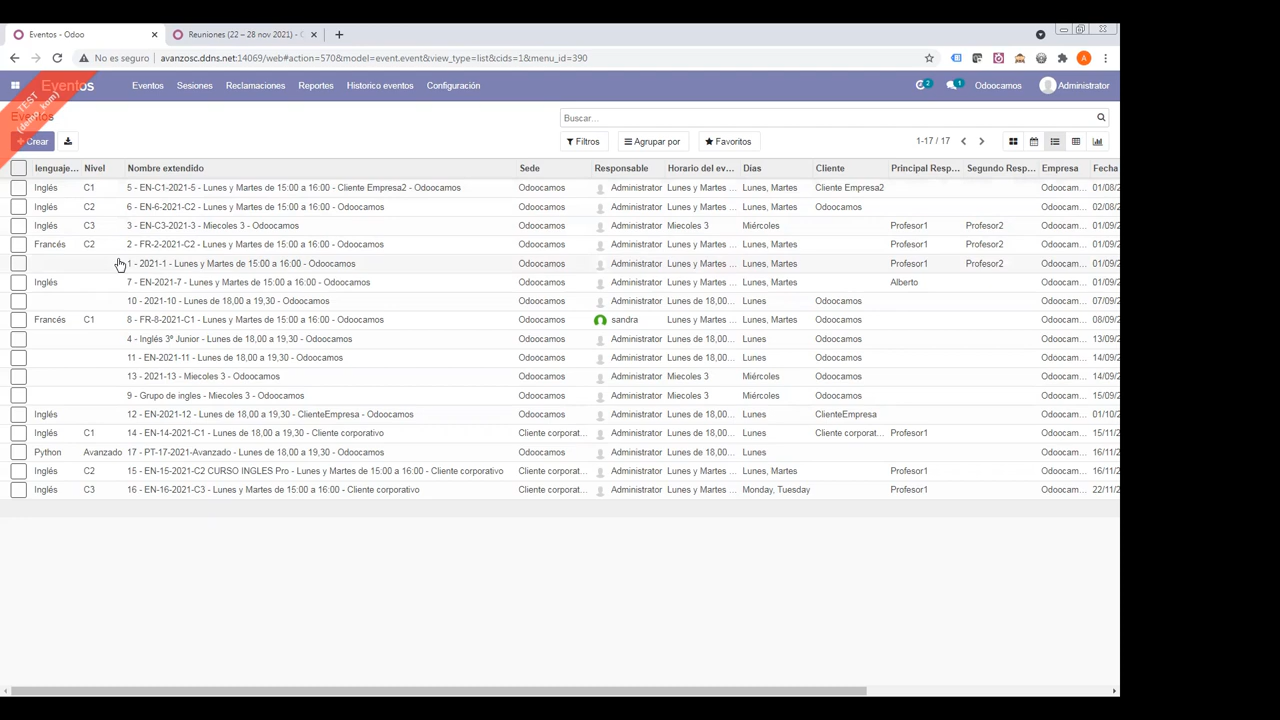 Eventos - Odoo
Reuniones (22 – 28 nov 2021) -
No es seguro
avanzosc.ddns.net:14069/web#action=570&model=event.event&view_type=list&cids=1&menu_id=390
Eventos Eventos Sesiones Reclamaciones Reportes Historico eventos Configuración 2 1 Odoocamos Administrator
TEST
Eventos
Buscar...
+ Crear
Filtros Agrupar por Favoritos 1-17 / 17
lenguaje... Nivel Nombre extendido Sede Responsable Horario del ev... Días Cliente Principal Resp... Segundo Resp... Empresa Fecha
Inglés C1 5 - EN-C1-2021-5 - Lunes y Martes de 15:00 a 16:00 - Cliente Empresa2 - Odoocamos Odoocamos Administrator Lunes y Martes ... Lunes, Martes Cliente Empresa2 Odoocam... 01/08/2
Inglés C2 6 - EN-6-2021-C2 - Lunes y Martes de 15:00 a 16:00 - Odoocamos Odoocamos Administrator Lunes y Martes ... Lunes, Martes Odoocamos Odoocam... 02/08/2
Inglés C3 3 - EN-C3-2021-3 - Miecoles 3 - Odoocamos Odoocamos Administrator Miecoles 3 Miércoles Profesor1 Profesor2 Odoocam... 01/09/2
Francés C2 2 - FR-2-2021-C2 - Lunes y Martes de 15:00 a 16:00 - Odoocamos Odoocamos Administrator Lunes y Martes ... Lunes, Martes Profesor1 Profesor2 Odoocam... 01/09/2
1 - 2021-1 - Lunes y Martes de 15:00 a 16:00 - Odoocamos Odoocamos Administrator Lunes y Martes ... Lunes, Martes Profesor1 Profesor2 Odoocam... 01/09/2
Inglés 7 - EN-2021-7 - Lunes y Martes de 15:00 a 16:00 - Odoocamos Odoocamos Administrator Lunes y Martes ... Lunes, Martes Alberto Odoocam... 01/09/2
10 - 2021-10 - Lunes de 18,00 a 19,30 - Odoocamos Odoocamos Administrator Lunes de 18,00... Lunes Odoocamos Odoocam... 07/09/2
Francés C1 8 - FR-8-2021-C1 - Lunes y Martes de 15:00 a 16:00 - Odoocamos Odoocamos sandra Lunes y Martes ... Lunes, Martes Odoocamos Odoocam... 08/09/2
4 - Inglés 3º Junior - Lunes de 18,00 a 19,30 - Odoocamos Odoocamos Administrator Lunes de 18,00... Lunes Odoocamos Odoocam... 13/09/2
11 - EN-2021-11 - Lunes de 18,00 a 19,30 - Odoocamos Odoocamos Administrator Lunes de 18,00... Lunes Odoocamos Odoocam... 14/09/2
13 - 2021-13 - Miecoles 3 - Odoocamos Odoocamos Administrator Miecoles 3 Miércoles Odoocamos Odoocam... 14/09/2
9 - Grupo de ingles - Miecoles 3 - Odoocamos Odoocamos Administrator Miecoles 3 Miércoles Odoocamos Odoocam... 15/09/2
Inglés 12 - EN-2021-12 - Lunes de 18,00 a 19,30 - ClienteEmpresa - Odoocamos Odoocamos Administrator Lunes de 18,00... Lunes ClienteEmpresa Odoocam... 01/10/2
Inglés C1 14 - EN-14-2021-C1 - Lunes de 18,00 a 19,30 - Cliente corporativo Cliente corporat... Administrator Lunes de 18,00... Lunes Cliente corporat... Profesor1 Odoocam... 15/11/2
Python Avanzado 17 - PT-17-2021-Avanzado - Lunes de 18,00 a 19,30 - Odoocamos Odoocamos Administrator Lunes de 18,00... Lunes Odoocam... 16/11/2
Inglés C2 15 - EN-15-2021-C2 CURSO INGLES Pro - Lunes y Martes de 15:00 a 16:00 - Cliente corporativo Cliente corporat... Administrator Lunes y Martes ... Lunes, Martes Profesor1 Odoocam... 16/11/2
Inglés C3 16 - EN-16-2021-C3 - Lunes y Martes de 15:00 a 16:00 - Cliente corporativo Cliente corporat... Administrator Lunes y Martes ... Monday, Tuesday Profesor1 Odoocam... 22/11/2